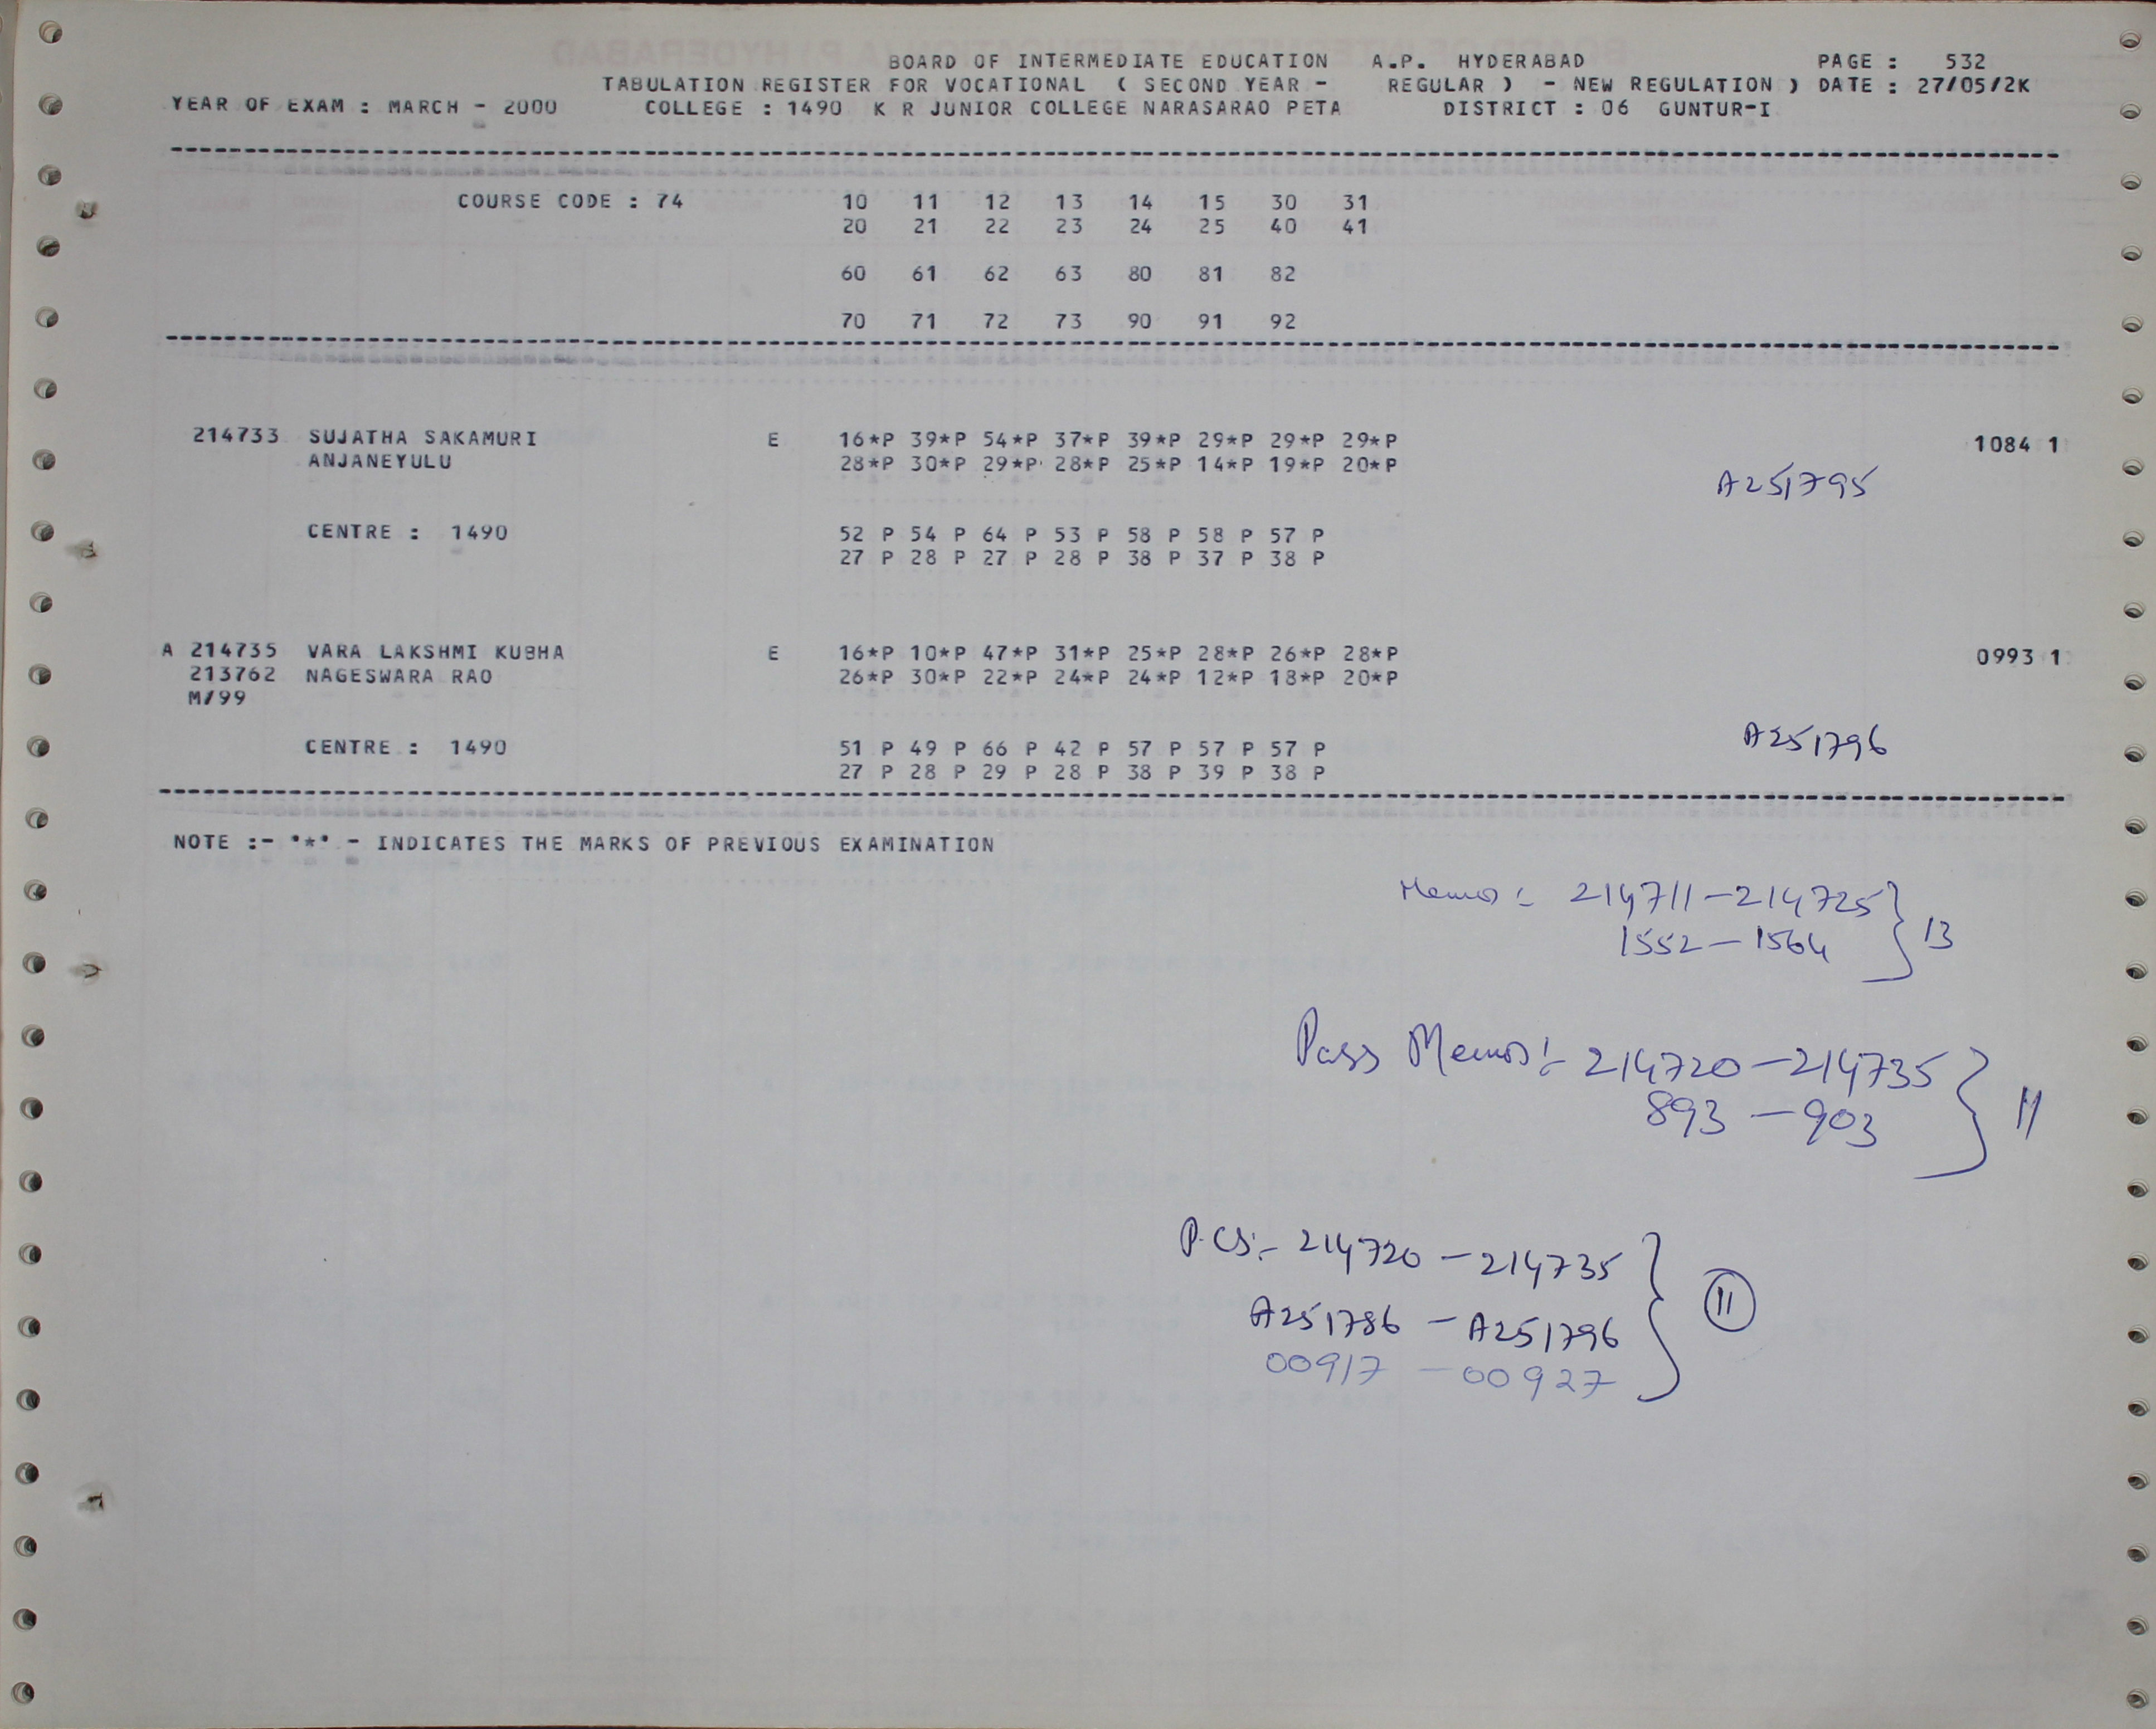 BOARD OF INTERMEDIATE EDUCATION A.P. HYDERABAD PAGE : 532
TABULATION REGISTER FOR VOCATIONAL ( SECOND YEAR - REGULAR ) - NEW REGULATION ) DATE : 27/05/2K
YEAR OF EXAM : MARCH - 2000 COLLEGE : 1490 K R JUNIOR COLLEGE NARASARAO PETA DISTRICT : 06 GUNTUR-I
COURSE CODE : 74 10 11 12 13 14 15 30 31
20 21 22 23 24 25 40 41
60 61 62 63 80 81 82
70 71 72 73 90 91 92
214733 SUJATHA SAKAMURI E 16*P 39*P 54*P 37*P 39*P 29*P 29*P 29*P 1084 1
ANJANEYULU 28*P 30*P 29*P 28*P 25*P 14*P 19*P 20*P
A251795
CENTRE : 1490 52 P 54 P 64 P 53 P 58 P 58 P 57 P
27 P 28 P 27 P 28 P 38 P 37 P 38 P
A 214735 VARA LAKSHMI KUBHA E 16*P 10*P 47*P 31*P 25*P 28*P 26*P 28*P 0993 1
213762 NAGESWARA RAO 26*P 30*P 22*P 24*P 24*P 12*P 18*P 20*P
M/99
CENTRE : 1490 51 P 49 P 66 P 42 P 57 P 57 P 57 P A251796
27 P 28 P 29 P 28 P 38 P 39 P 38 P
NOTE :- '*' - INDICATES THE MARKS OF PREVIOUS EXAMINATION
Memos :- 214711-214725
1552-1564 } 13
Pass Memos :- 214720-214735
893-903 } 11
P.Cs :- 214720-214735
A251786-A251796 } 11
00917-00927